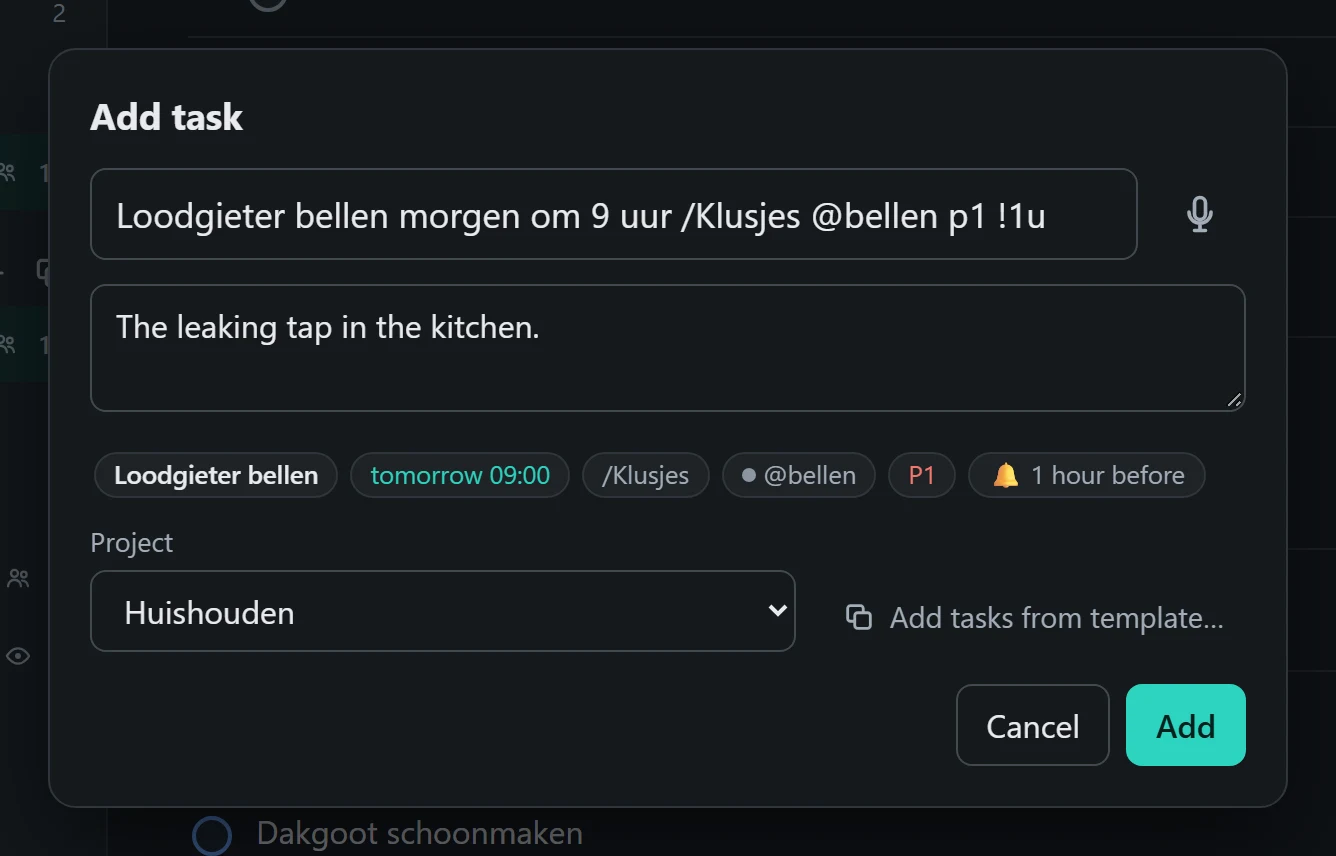 2
Add task
Loodgieter bellen morgen om 9 uur /Klusjes @bellen p1 !1u
1
The leaking tap in the kitchen.
1
Loodgieter bellen tomorrow 09:00 /Klusjes @bellen P1 🔔 1 hour before
Project
Huishouden
Add tasks from template...
Cancel Add
Dakgoot schoonmaken